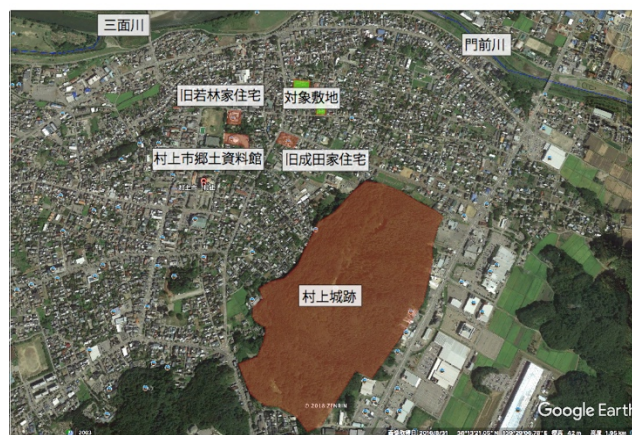 三面川
門前川
旧若林家住宅
対象敷地
村上市郷土資料館
旧成田家住宅
村上城跡
Google Earth